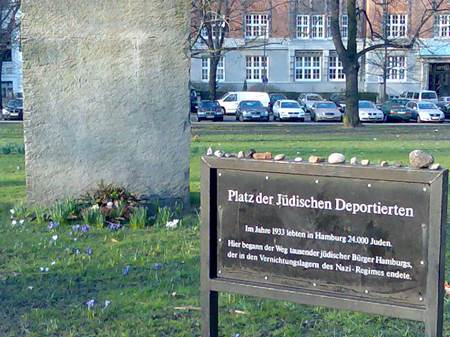 Platz der Jüdischen Deportierten
Im Jahre 1933 lebten in Hamburg 24.000 Juden.
Hier begann der Weg tausender jüdischer Bürger Hamburgs,
der in den Vernichtungslagern des Nazi-Regimes endete.